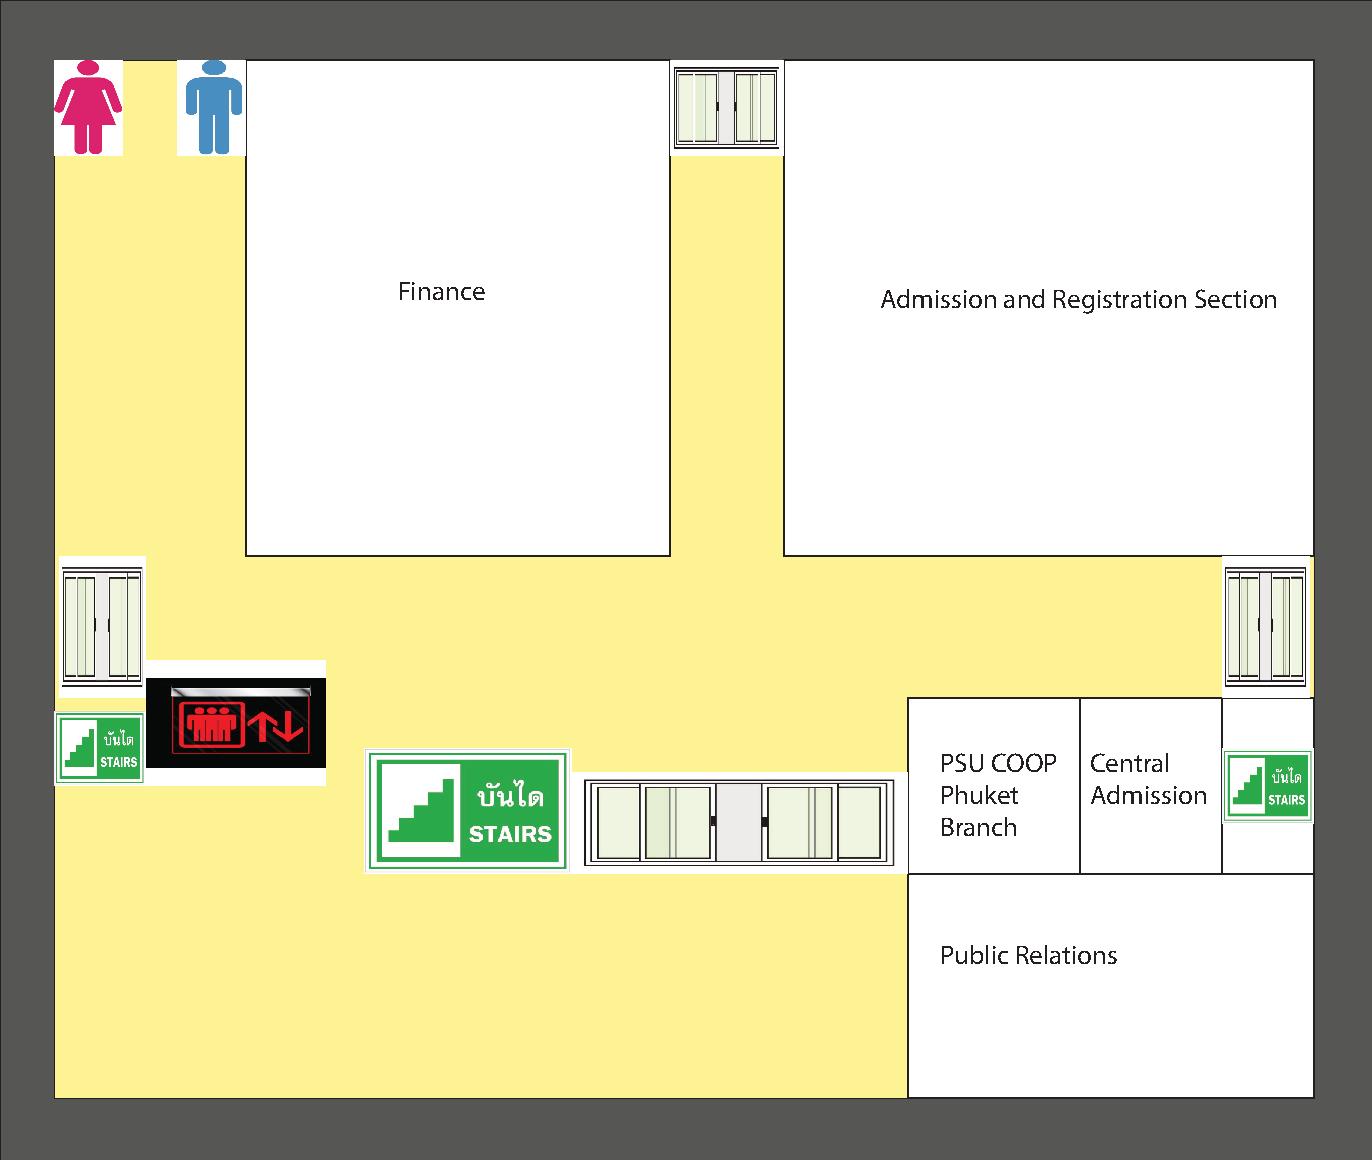 Finance
Admission and Registration Section
บันได
STAIRS
บันได
STAIRS
PSU COOP
Phuket
Branch
Central
Admission
บันได
STAIRS
Public Relations